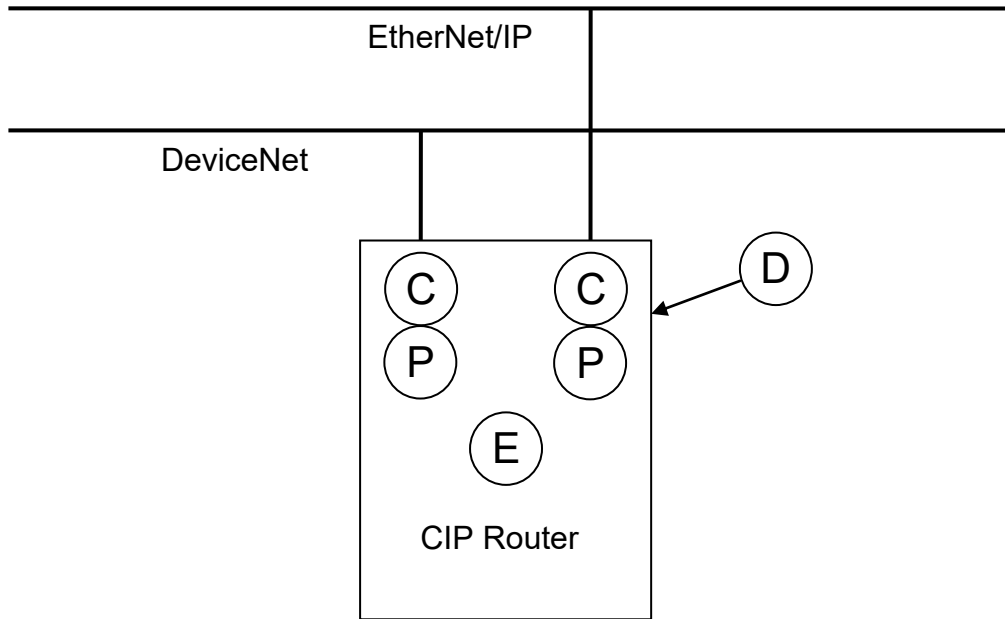 EtherNet/IP
DeviceNet
C C D
P P
E
CIP Router